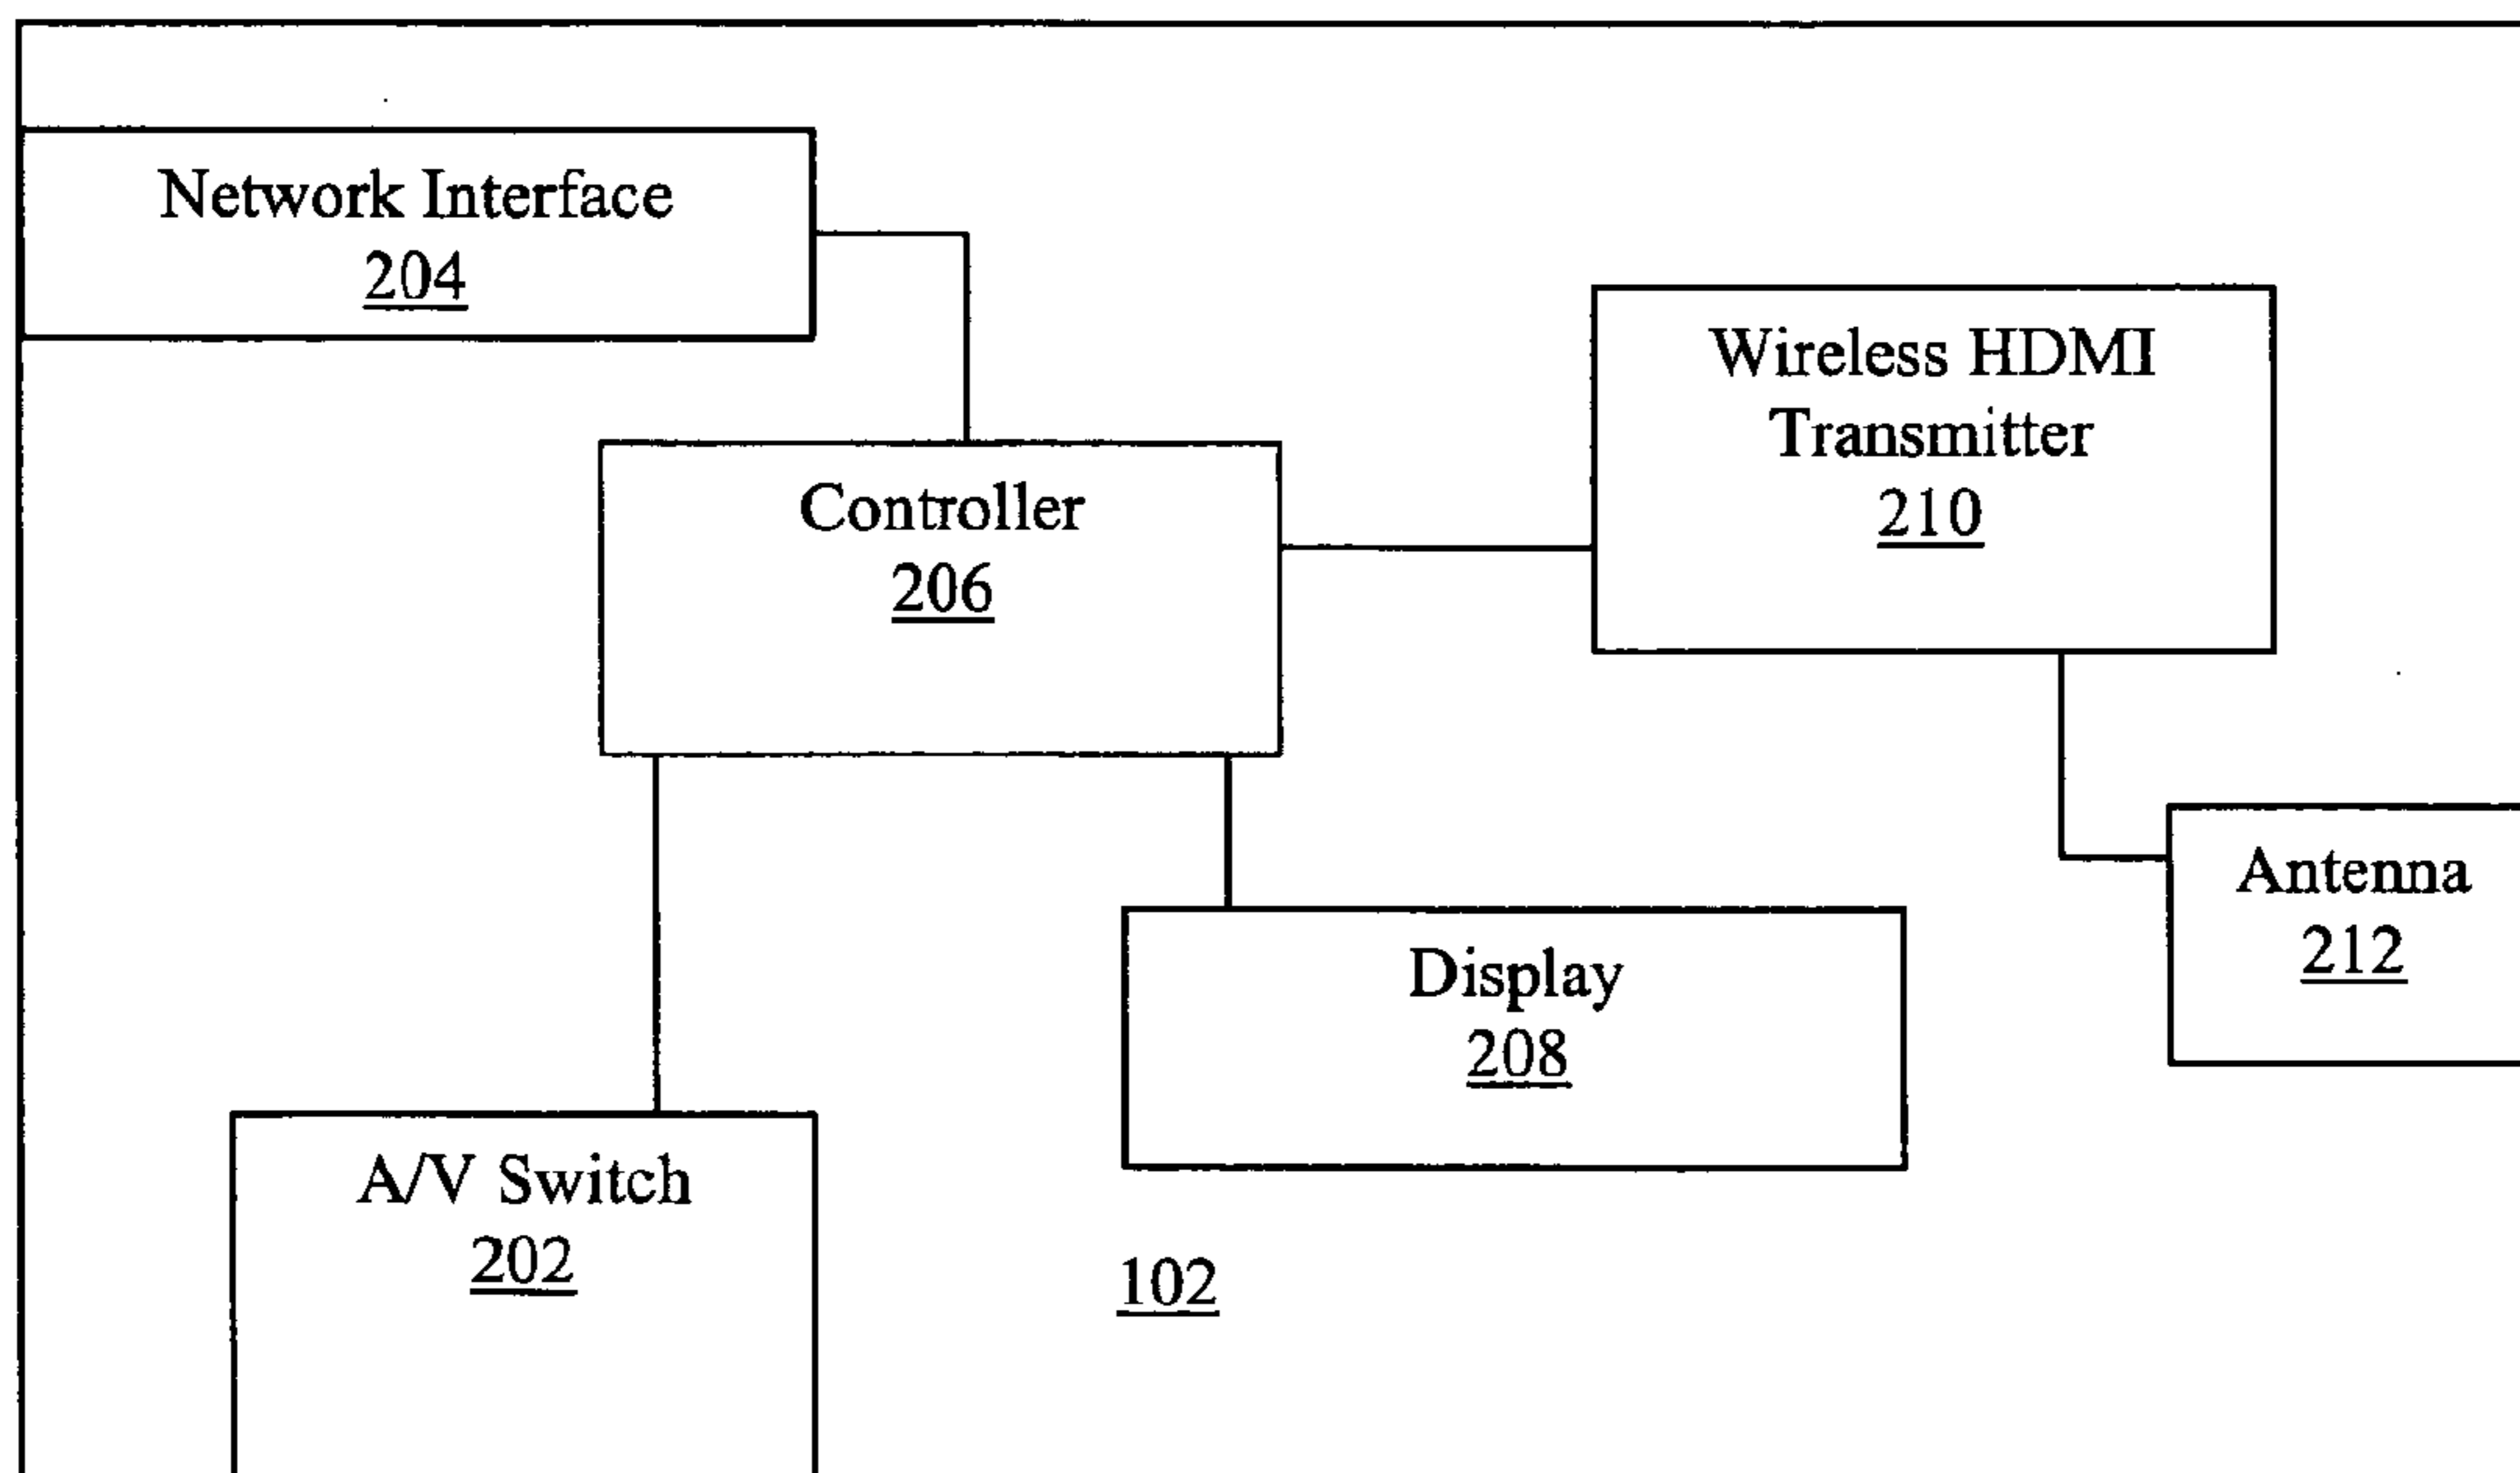 Network Interface
204
Wireless HDMI
Transmitter
210
Controller
206
Antenna
212
Display
208
A/V Switch
202
102